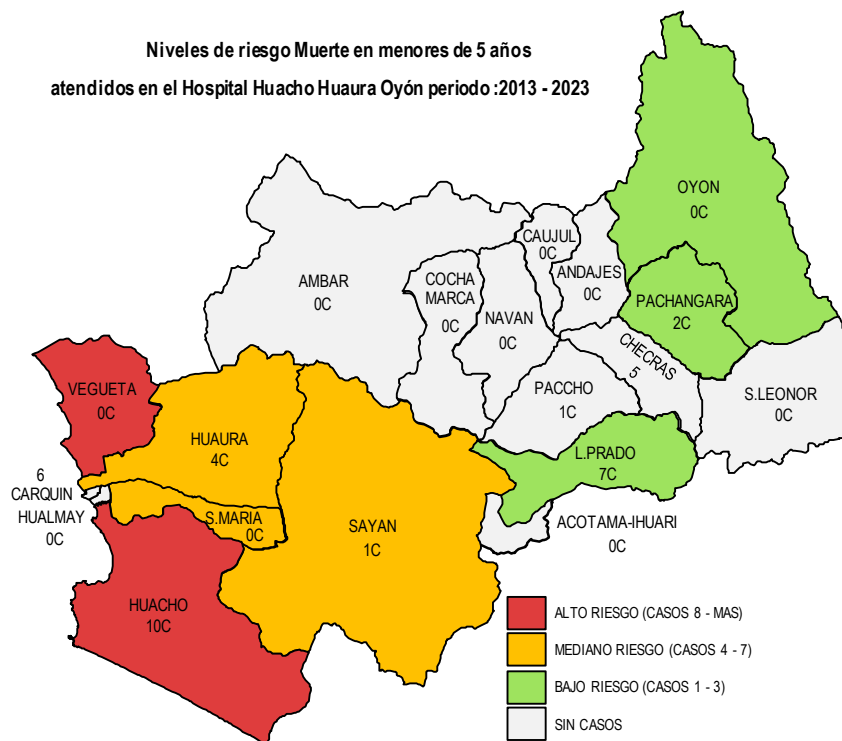 Niveles de riesgo Muerte en menores de 5 años
atendidos en el Hospital Huacho Huaura Oyón periodo :2013 - 2023
OYON
0C
CAUJUL
0C
ANDAJES
0C
AMBAR
0C
COCHA
MARCA
0C
NAVAN
0C
PACHANGARA
2C
CHECRAS
5
VEGUETA
0C
PACCHO
1C
S.LEONOR
0C
HUAURA
4C
L.PRADO
7C
6
CARQUIN
HUALMAY
0C
S.MARIA
0C
SAYAN
1C
ACOTAMA-IHUARI
0C
HUACHO
10C
ALTO RIESGO (CASOS 8 - MAS)
MEDIANO RIESGO (CASOS 4 - 7)
BAJO RIESGO (CASOS 1 - 3)
SIN CASOS